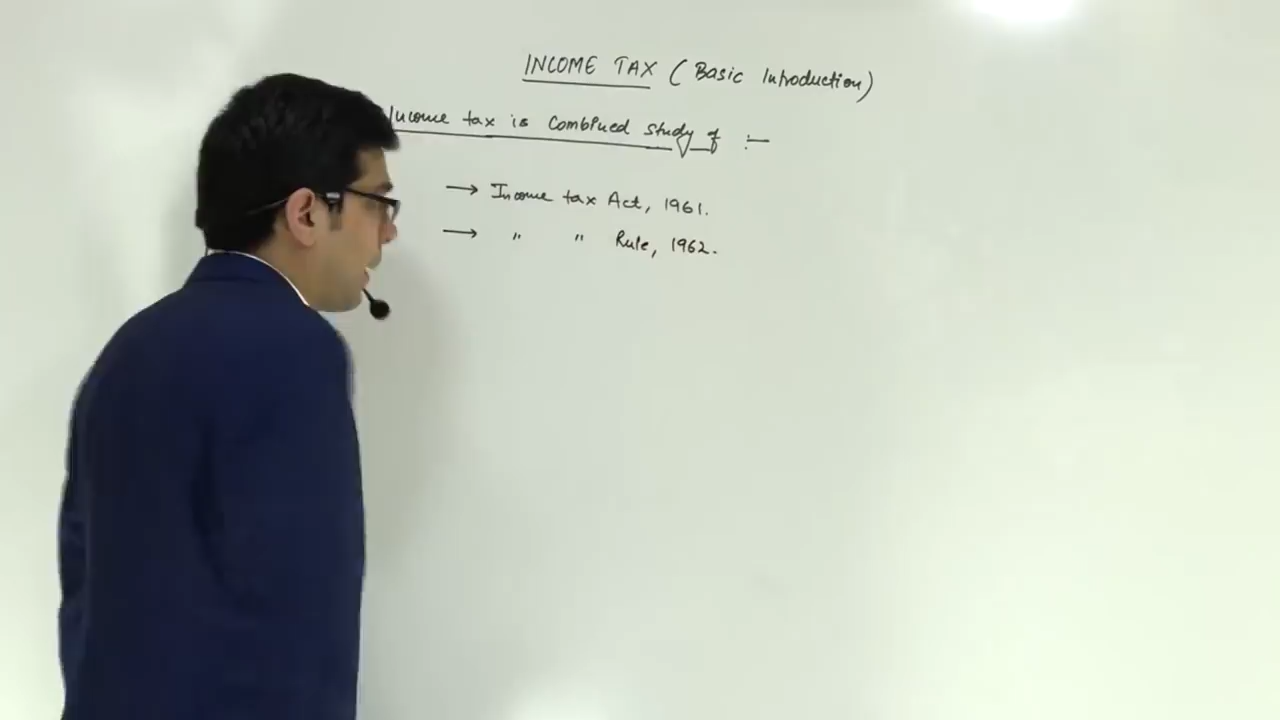 INCOME TAX (Basic Introduction)
Income tax is Combined study of :-
→ Income tax Act, 1961.
→ " " Rule, 1962.